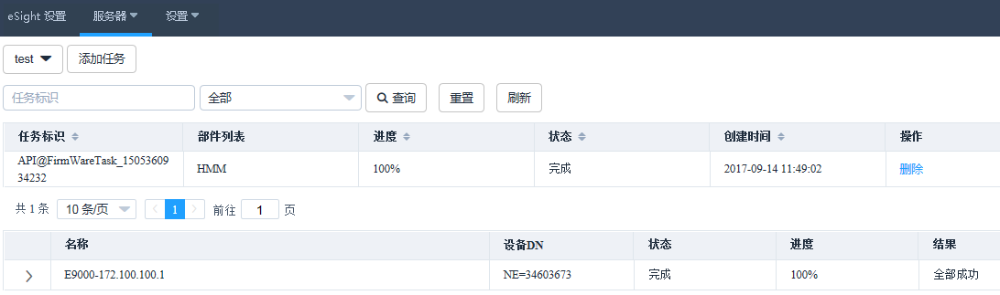 eSight 设置 服务器 设置
test 添加任务
任务标识 全部 查询 重置 刷新
任务标识 部件列表 进度 状态 创建时间 操作
API@FirmWareTask_15053609
34232 HMM 100% 完成 2017-09-14 11:49:02 删除
共 1 条 10 条/页 1 前往 1 页
名称 设备DN 状态 进度 结果
E9000-172.100.100.1 NE=34603673 完成 100% 全部成功